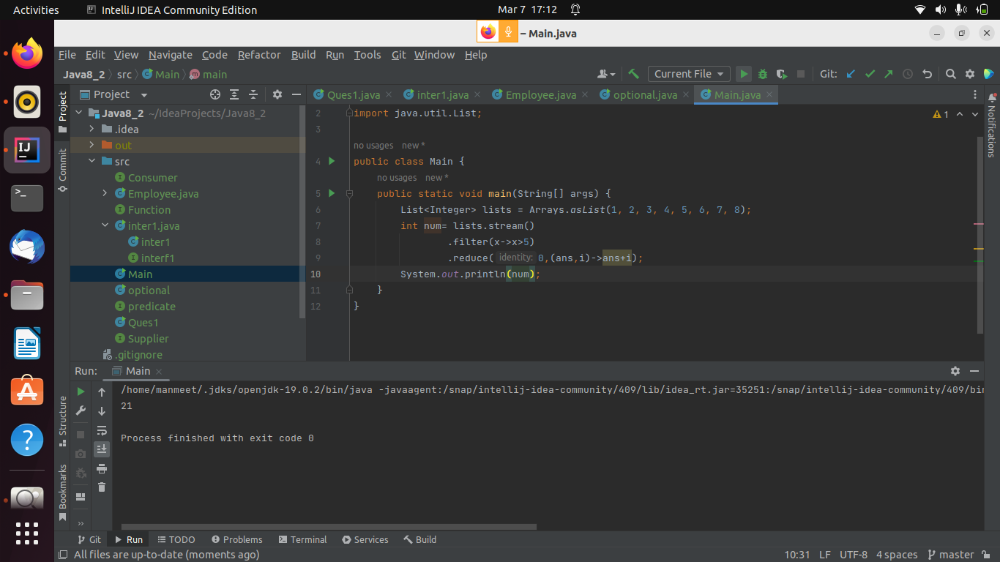 Activities IntelliJ IDEA Community Edition Mar 7 17:12
– Main.java
File Edit View Navigate Code Refactor Build Run Tools Git Window Help
Java8_2 src Main main Current File Git:
Project Ques1.java inter1.java Employee.java optional.java Main.java
Project
Commit
Structure
Bookmarks
Notifications
Java8_2 ~/IdeaProjects/Java8_2
.idea
out
src
Consumer
Employee.java
Function
inter1.java
inter1
interf1
Main
optional
predicate
Ques1
Supplier
.gitignore
1
2 import java.util.List;
3
no usages new *
4 public class Main {
no usages new *
5 public static void main(String[] args) {
6 List<Integer> lists = Arrays.asList(1, 2, 3, 4, 5, 6, 7, 8);
7 int num= lists.stream()
8 .filter(x->x>5)
9 .reduce( identity: 0,(ans,i)->ans+i);
10 System.out.println(num);
11 }
12 }
Run: Main
/home/manmeet/.jdks/openjdk-19.0.2/bin/java -javaagent:/snap/intellij-idea-community/409/lib/idea_rt.jar=35251:/snap/intellij-idea-community/409/bin
21
Process finished with exit code 0
Git Run TODO Problems Terminal Services Build
All files are up-to-date (moments ago) 10:31 LF UTF-8 4 spaces master